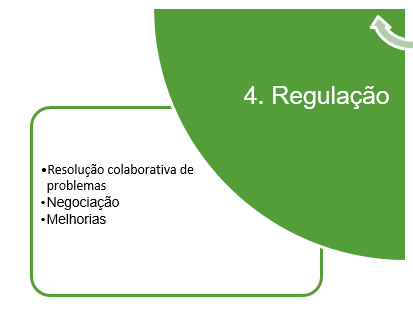 4. Regulação
•Resolução colaborativa de
problemas
•Negociação
•Melhorias